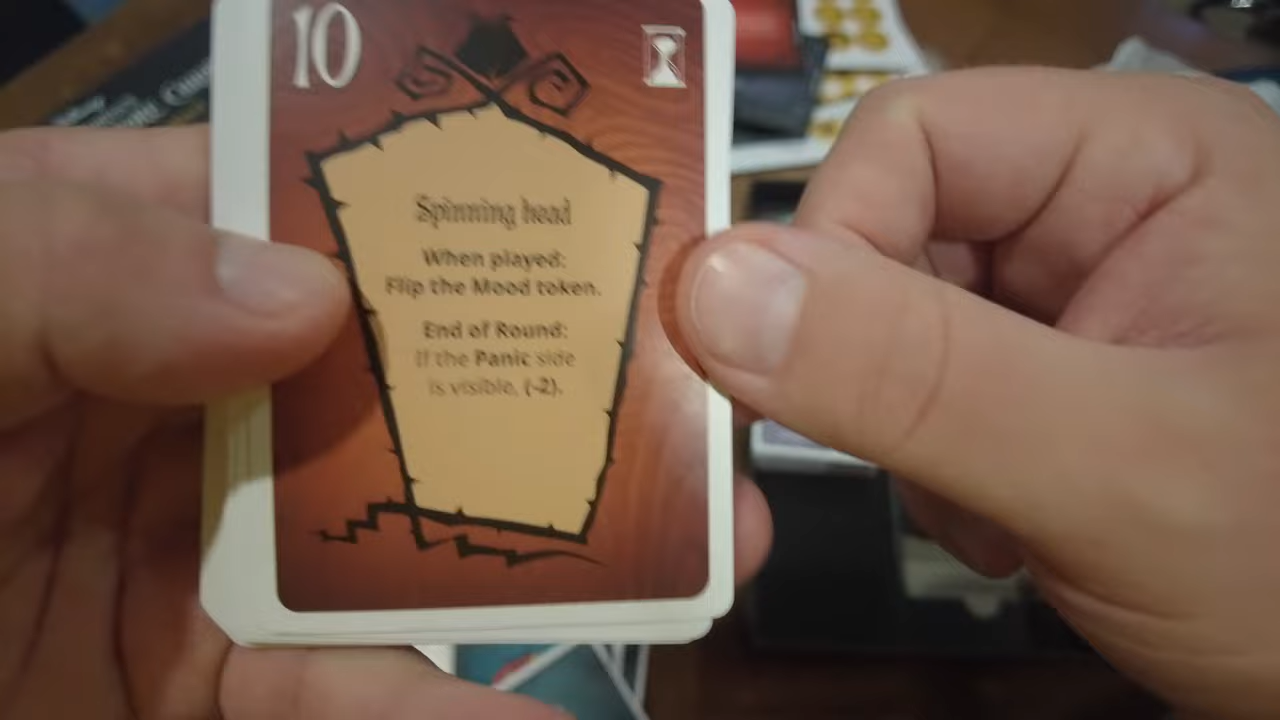 10
Spinning head
When played:
Flip the Mood token.
End of Round:
If the Panic side
is visible, (-2).